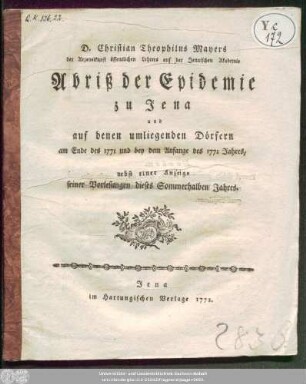 D. Christian Theophilus Mayers
der Arzneikunst öffentlichen Lehrers auf der Jenaischen Akademie
Abriß der Epidemie
zu Jena
und
auf denen umliegenden Dörfern
am Ende des 1771 und bey dem Anfange des 1772 Jahres,
nebst einer Anzeige
seiner Vorlesungen dieses Sommerhalben Jahres.
Jena
im Hartungischen Verlage 1772.
Y c
172